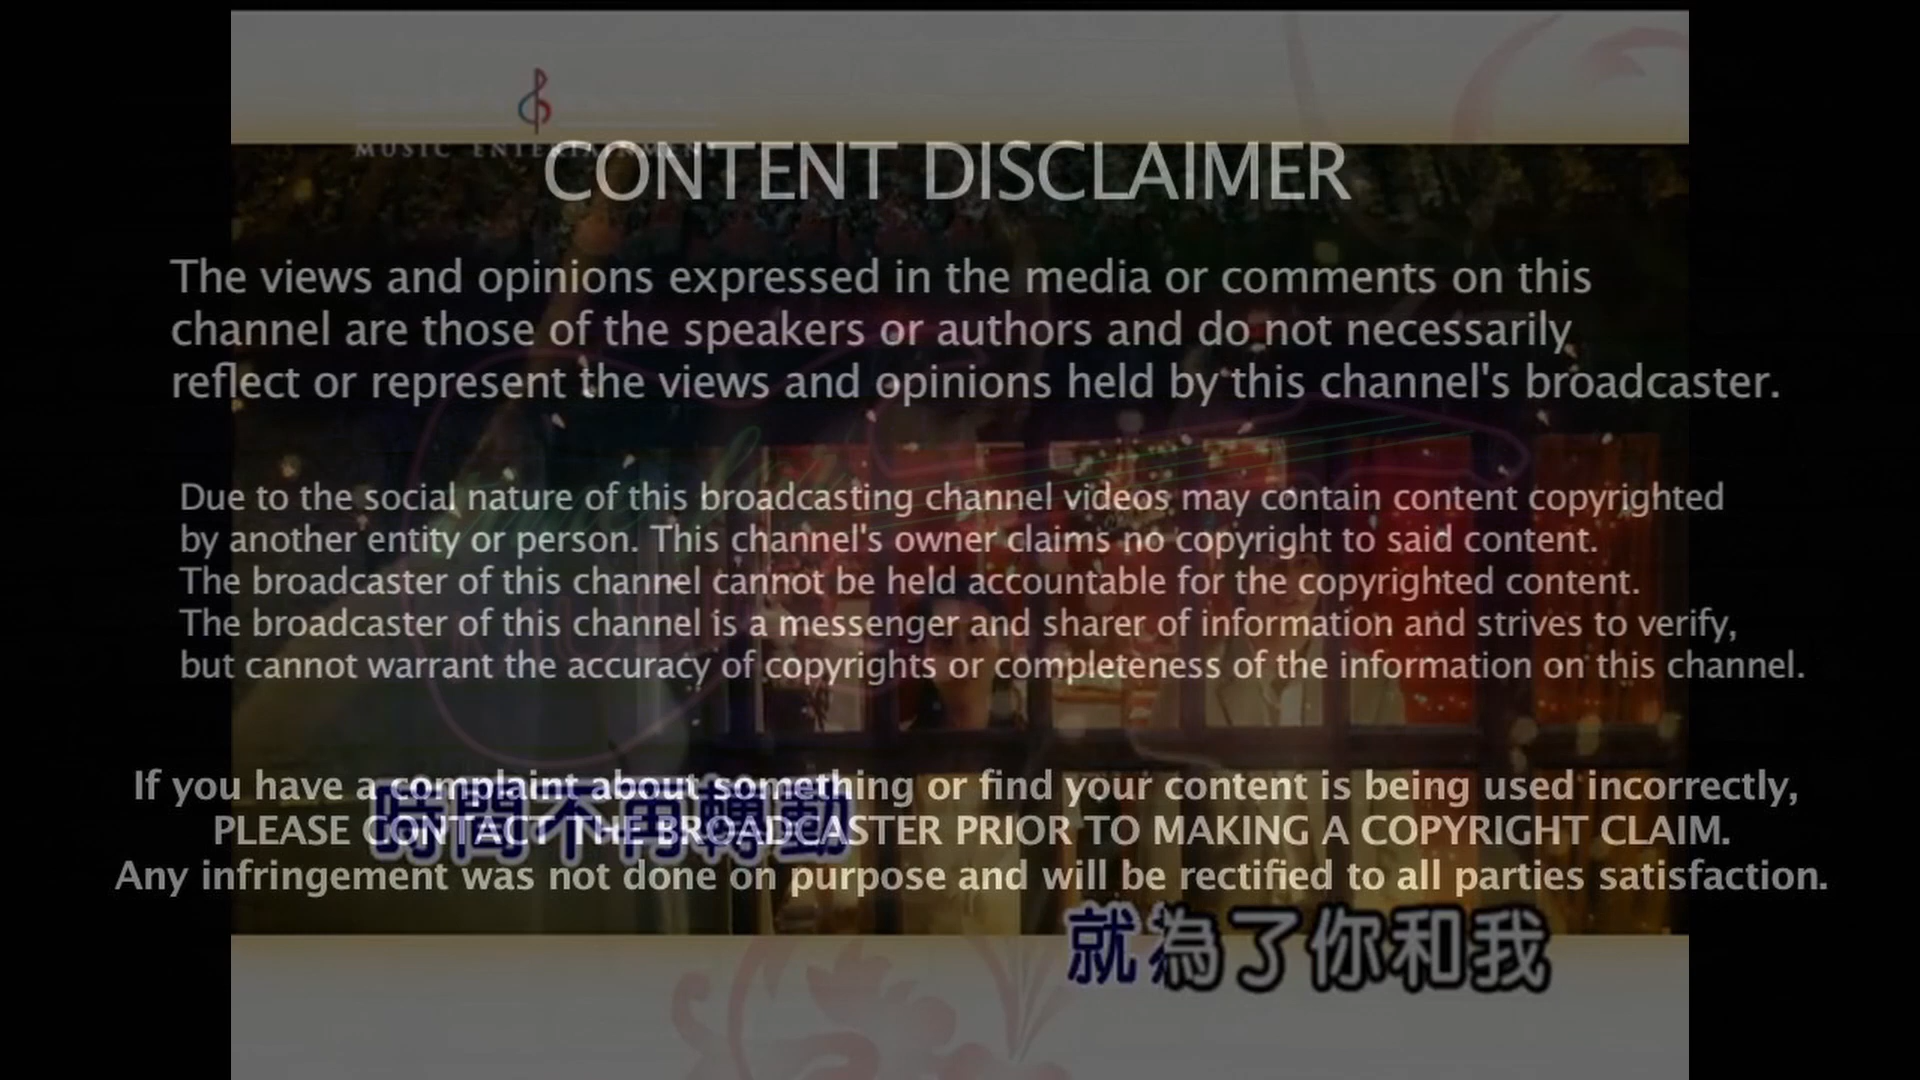 MUSIC ENTERTAINMENT
CONTENT DISCLAIMER
The views and opinions expressed in the media or comments on this
channel are those of the speakers or authors and do not necessarily
reflect or represent the views and opinions held by this channel's broadcaster.
Due to the social nature of this broadcasting channel videos may contain content copyrighted
by another entity or person. This channel's owner claims no copyright to said content.
The broadcaster of this channel cannot be held accountable for the copyrighted content.
The broadcaster of this channel is a messenger and sharer of information and strives to verify,
but cannot warrant the accuracy of copyrights or completeness of the information on this channel.
If you have a complaint about something or find your content is being used incorrectly,
PLEASE CONTACT THE BROADCASTER PRIOR TO MAKING A COPYRIGHT CLAIM.
Any infringement was not done on purpose and will be rectified to all parties satisfaction.
時間不再轉動
就為了你和我